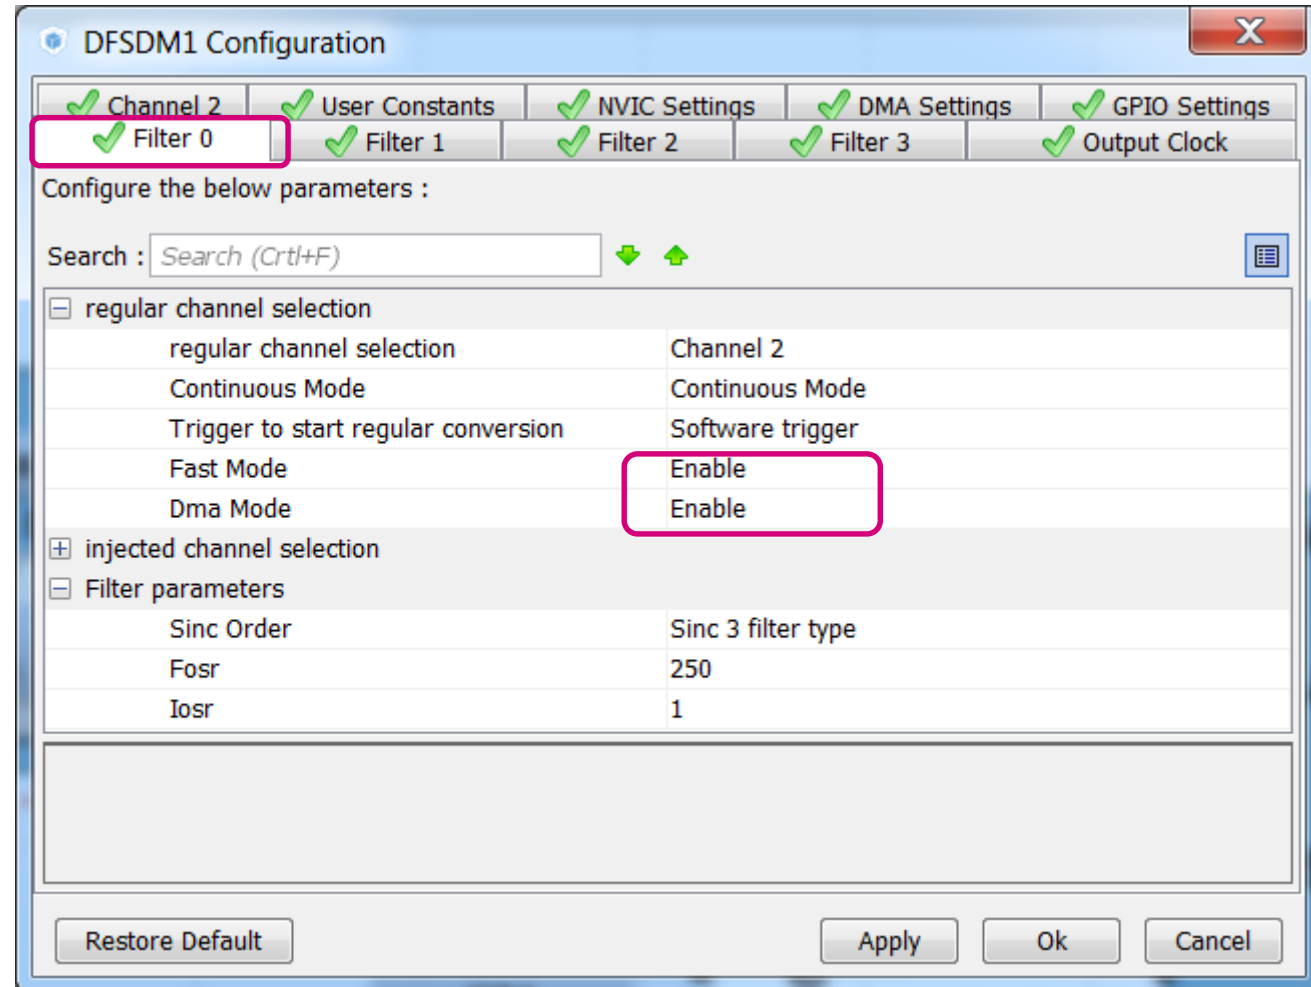 DFSDM1 Configuration
X
Channel 2 User Constants NVIC Settings DMA Settings GPIO Settings
Filter 0 Filter 1 Filter 2 Filter 3 Output Clock
Configure the below parameters :
Search : Search (Crtl+F)
regular channel selection
regular channel selection Channel 2
Continuous Mode Continuous Mode
Trigger to start regular conversion Software trigger
Fast Mode Enable
Dma Mode Enable
injected channel selection
Filter parameters
Sinc Order Sinc 3 filter type
Fosr 250
Iosr 1
Restore Default Apply Ok Cancel